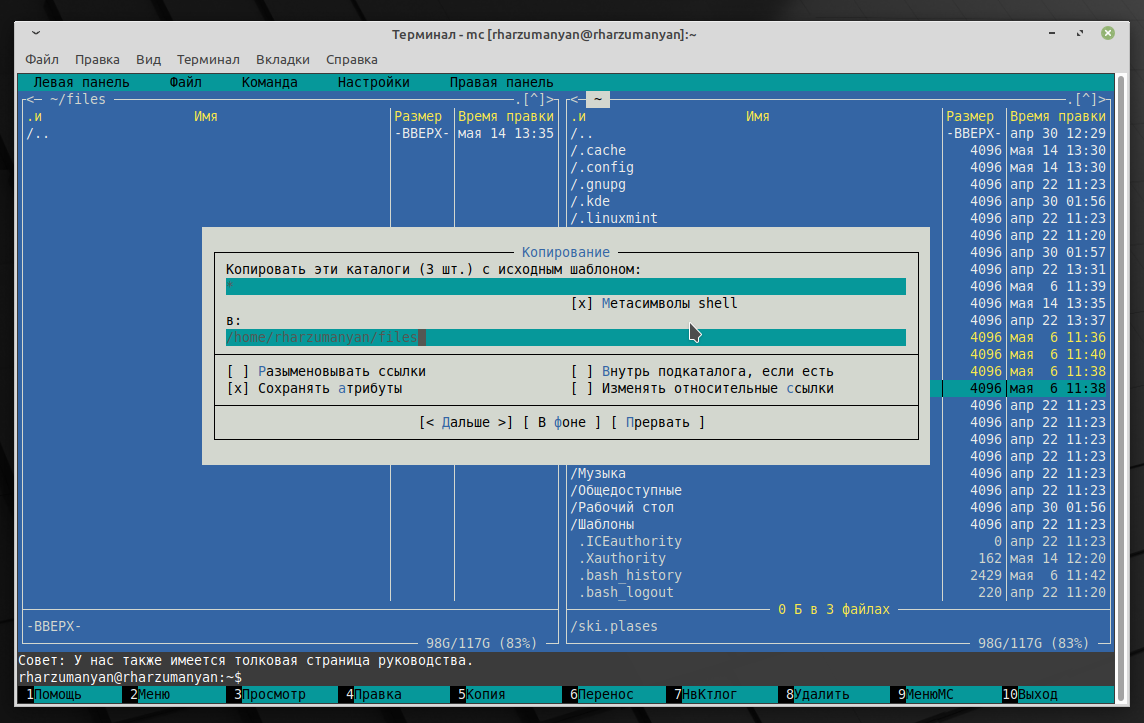 Терминал - mc [rharzumanyan@rharzumanyan]:~
Файл Правка Вид Терминал Вкладки Справка
Левая панель Файл Команда Настройки Правая панель
<─ ~/files .[^]> <─ ~ .[^]>
.и Имя Размер Время правки .и Имя Размер Время правки
/.. -ВВЕРХ- мая 14 13:35 /.. -ВВЕРХ- апр 30 12:29
/.cache 4096 мая 14 13:30
/.config 4096 мая 14 13:30
/.gnupg 4096 апр 22 11:23
/.kde 4096 апр 30 01:56
/.linuxmint 4096 апр 22 11:23
4096 апр 22 11:20
Копирование 4096 апр 30 01:57
Копировать эти каталоги (3 шт.) с исходным шаблоном: 4096 апр 22 13:31
* 4096 мая 6 11:39
[x] Метасимволы shell 4096 мая 14 13:35
в: 4096 апр 22 13:37
/home/rharzumanyan/files 4096 мая 6 11:36
4096 мая 6 11:40
[ ] Разыменовывать ссылки [ ] Внутрь подкаталога, если есть 4096 мая 6 11:38
[x] Сохранять атрибуты [ ] Изменять относительные ссылки 4096 мая 6 11:38
4096 апр 22 11:23
[< Дальше >] [ В фоне ] [ Прервать ] 4096 апр 22 11:23
4096 апр 22 11:23
4096 апр 22 11:23
/Музыка 4096 апр 22 11:23
/Общедоступные 4096 апр 22 11:23
/Рабочий стол 4096 апр 30 01:56
/Шаблоны 4096 апр 22 11:23
.ICEauthority 0 апр 22 11:23
.Xauthority 162 мая 14 12:20
.bash_history 2429 мая 6 11:42
.bash_logout 220 апр 22 11:20
0 Б в 3 файлах
-ВВЕРХ- /ski.plases
98G/117G (83%) 98G/117G (83%)
Совет: У нас также имеется толковая страница руководства.
rharzumanyan@rharzumanyan:~$
1Помощь 2Меню 3Просмотр 4Правка 5Копия 6Перенос 7НвКтлог 8Удалить 9МенюМС 10Выход